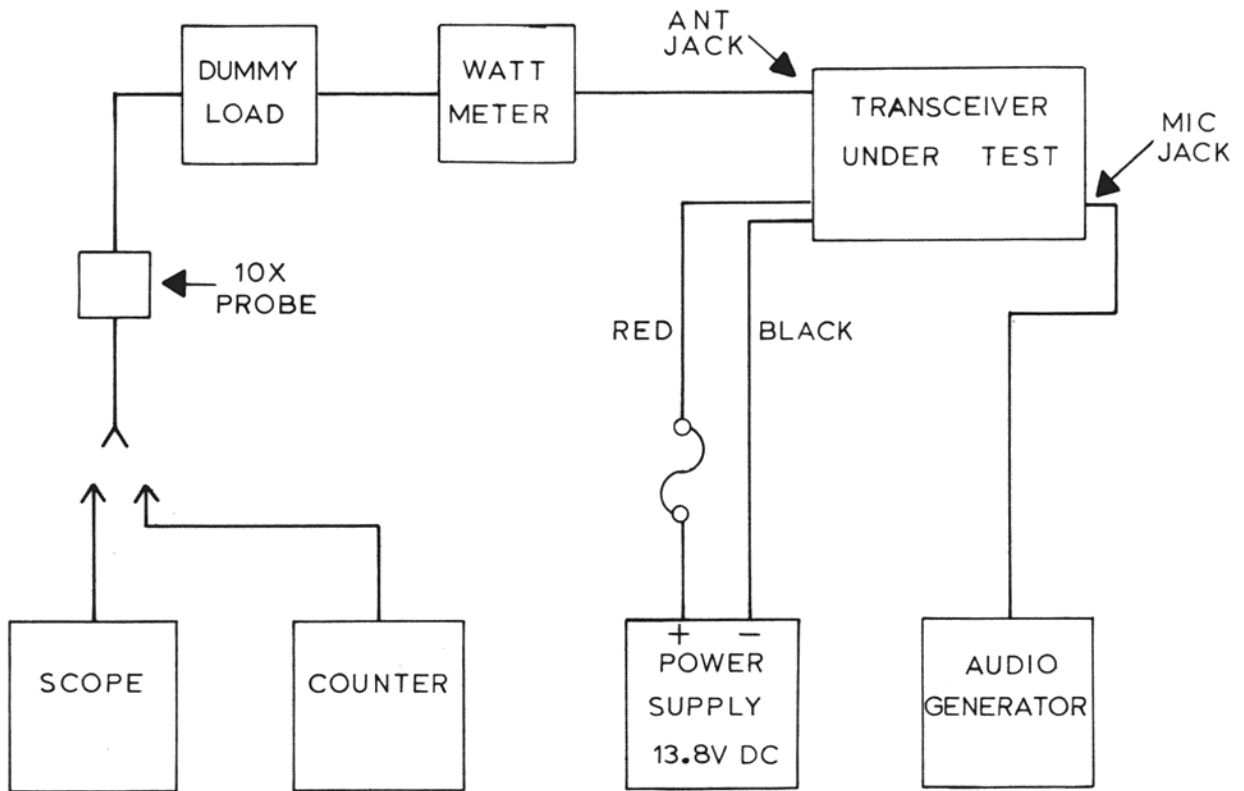 ANT
JACK
DUMMY
LOAD
WATT
METER
TRANSCEIVER
UNDER TEST
MIC
JACK
10X
PROBE
RED
BLACK
SCOPE
COUNTER
+ −
POWER
SUPPLY
13.8V DC
AUDIO
GENERATOR